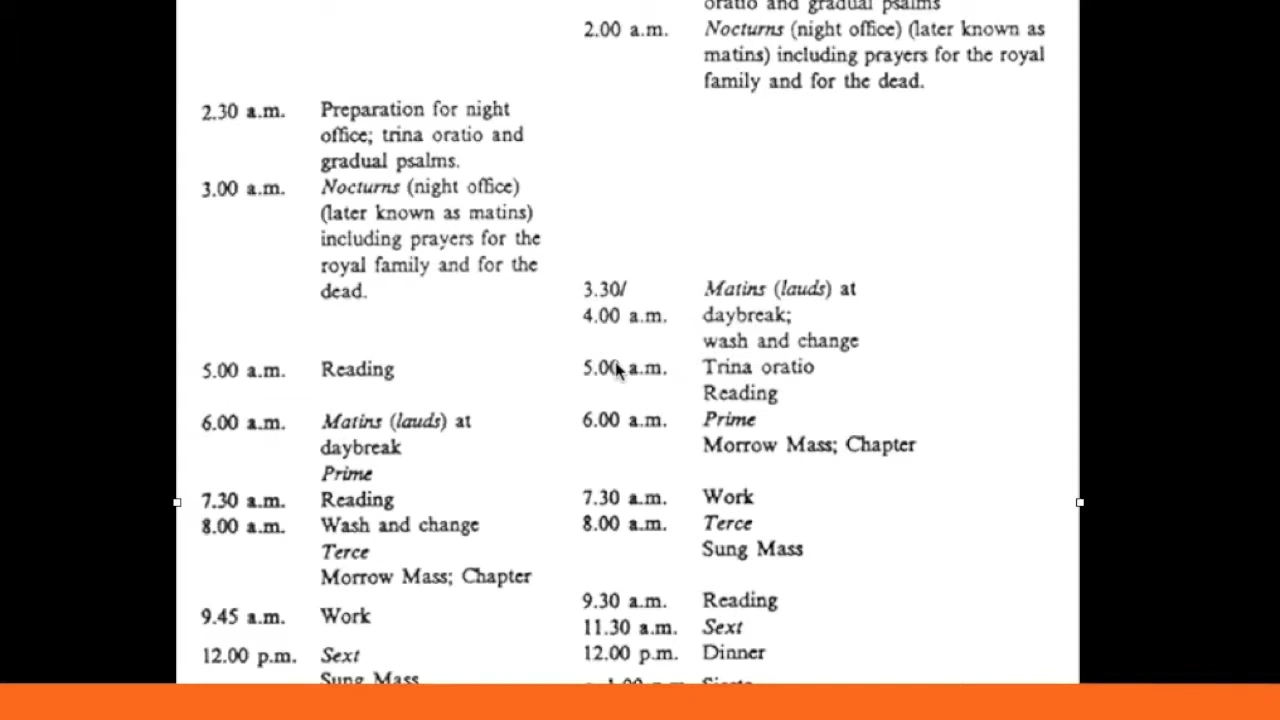 oratio and gradual psalms
2.00 a.m. Nocturns (night office) (later known as
matins) including prayers for the royal
family and for the dead.
2.30 a.m. Preparation for night
office; trina oratio and
gradual psalms.
3.00 a.m. Nocturns (night office)
(later known as matins)
including prayers for the
royal family and for the
dead.
5.00 a.m. Reading
6.00 a.m. Matins (lauds) at
daybreak
Prime
7.30 a.m. Reading
8.00 a.m. Wash and change
Terce
Morrow Mass; Chapter
9.45 a.m. Work
12.00 p.m. Sext
Sung Mass
3.30/ Matins (lauds) at
4.00 a.m. daybreak;
wash and change
5.00 a.m. Trina oratio
Reading
6.00 a.m. Prime
Morrow Mass; Chapter
7.30 a.m. Work
8.00 a.m. Terce
Sung Mass
9.30 a.m. Reading
11.30 a.m. Sext
12.00 p.m. Dinner